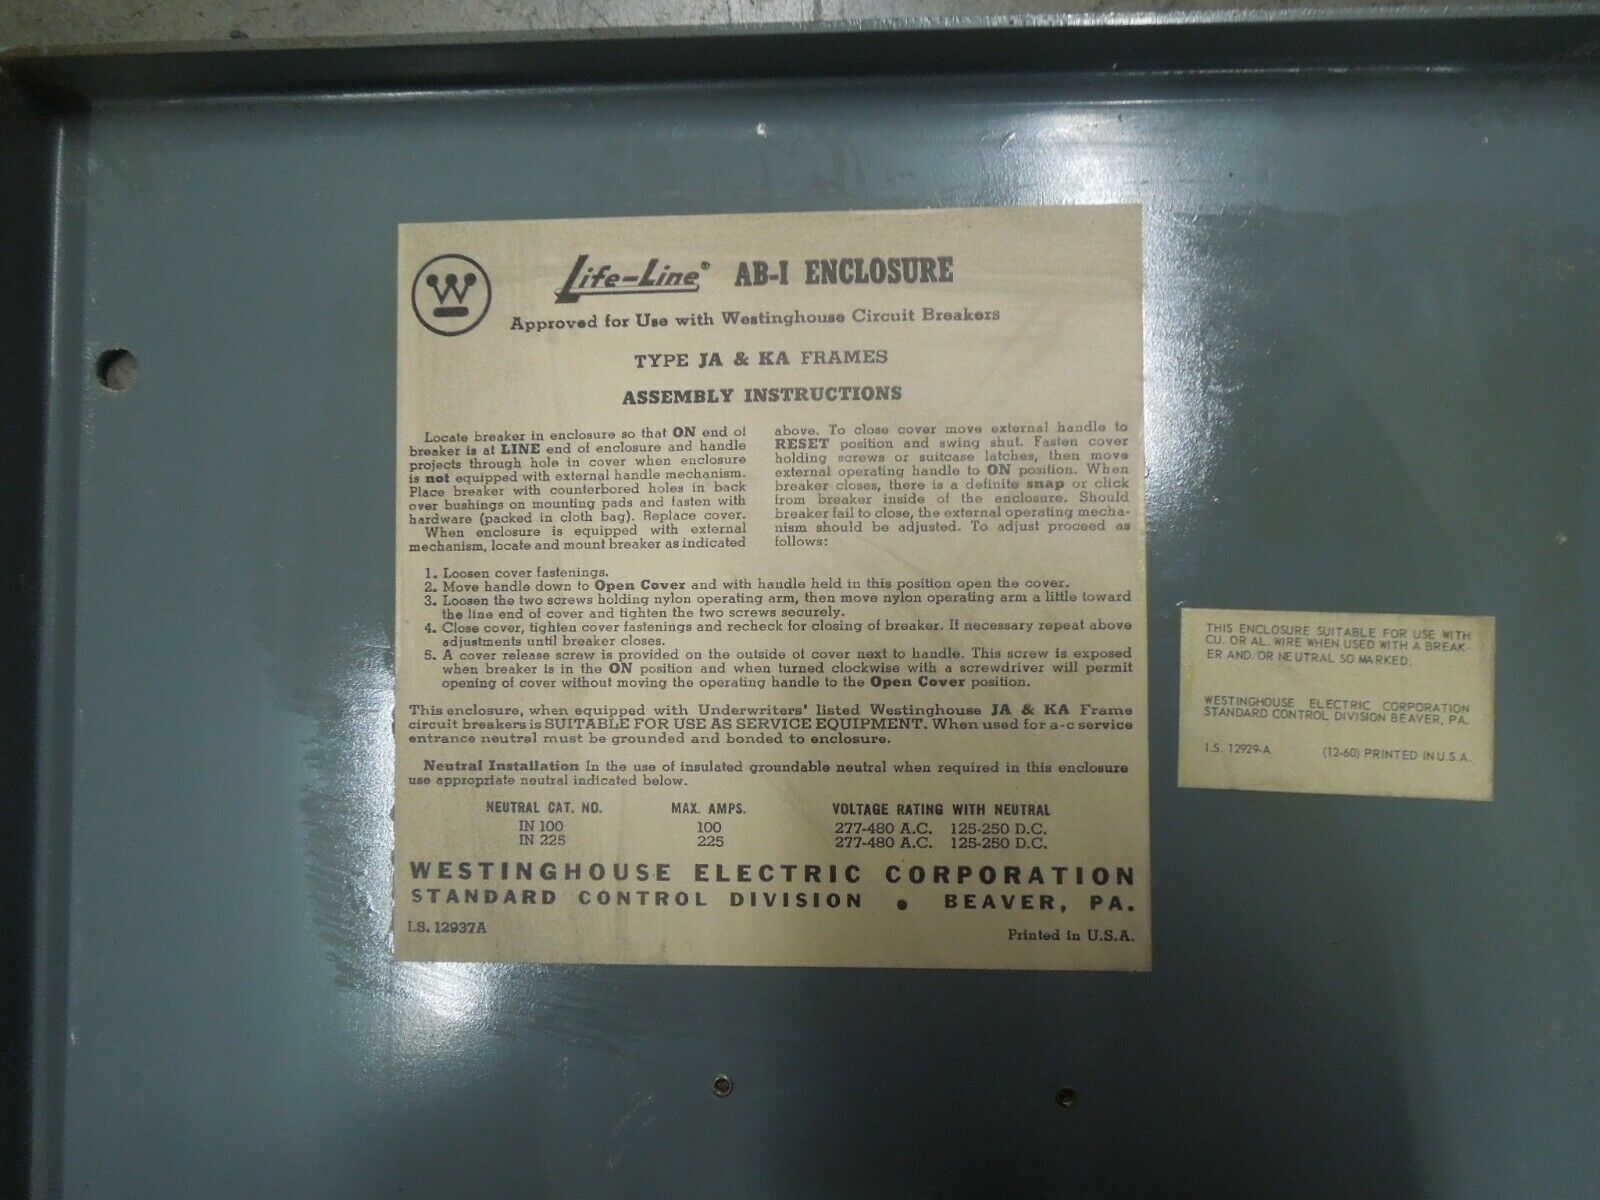 W
Life-Line® AB-I ENCLOSURE
Approved for Use with Westinghouse Circuit Breakers
TYPE JA & KA FRAMES
ASSEMBLY INSTRUCTIONS
Locate breaker in enclosure so that ON end of
breaker is at LINE end of enclosure and handle
projects through hole in cover when enclosure
is not equipped with external handle mechanism.
Place breaker with counterbored holes in back
over bushings on mounting pads and fasten with
hardware (packed in cloth bag). Replace cover.
When enclosure is equipped with external
mechanism, locate and mount breaker as indicated
above. To close cover move external handle to
RESET position and swing shut. Fasten cover
holding screws or suitcase latches, then move
external operating handle to ON position. When
breaker closes, there is a definite snap or click
from breaker inside of the enclosure. Should
breaker fail to close, the external operating mecha-
nism should be adjusted. To adjust proceed as
follows:
1. Loosen cover fastenings.
2. Move handle down to Open Cover and with handle held in this position open the cover.
3. Loosen the two screws holding nylon operating arm, then move nylon operating arm a little toward
the line end of cover and tighten the two screws securely.
4. Close cover, tighten cover fastenings and recheck for closing of breaker. If necessary repeat above
adjustments until breaker closes.
5. A cover release screw is provided on the outside of cover next to handle. This screw is exposed
when breaker is in the ON position and when turned clockwise with a screwdriver will permit
opening of cover without moving the operating handle to the Open Cover position.
This enclosure, when equipped with Underwriters' listed Westinghouse JA & KA Frame
circuit breakers is SUITABLE FOR USE AS SERVICE EQUIPMENT. When used for a-c service
entrance neutral must be grounded and bonded to enclosure.
Neutral Installation In the use of insulated groundable neutral when required in this enclosure
use appropriate neutral indicated below.
NEUTRAL CAT. NO. MAX. AMPS. VOLTAGE RATING WITH NEUTRAL
IN 100 100 277-480 A.C. 125-250 D.C.
IN 225 225 277-480 A.C. 125-250 D.C.
WESTINGHOUSE ELECTRIC CORPORATION
STANDARD CONTROL DIVISION • BEAVER, PA.
I.S. 12937A Printed in U.S.A.
THIS ENCLOSURE SUITABLE FOR USE WITH
CU. OR AL. WIRE WHEN USED WITH A BREAK-
ER AND/OR NEUTRAL SO MARKED.
WESTINGHOUSE ELECTRIC CORPORATION
STANDARD CONTROL DIVISION BEAVER, PA.
I.S. 12929-A (12-60) PRINTED IN U.S.A.